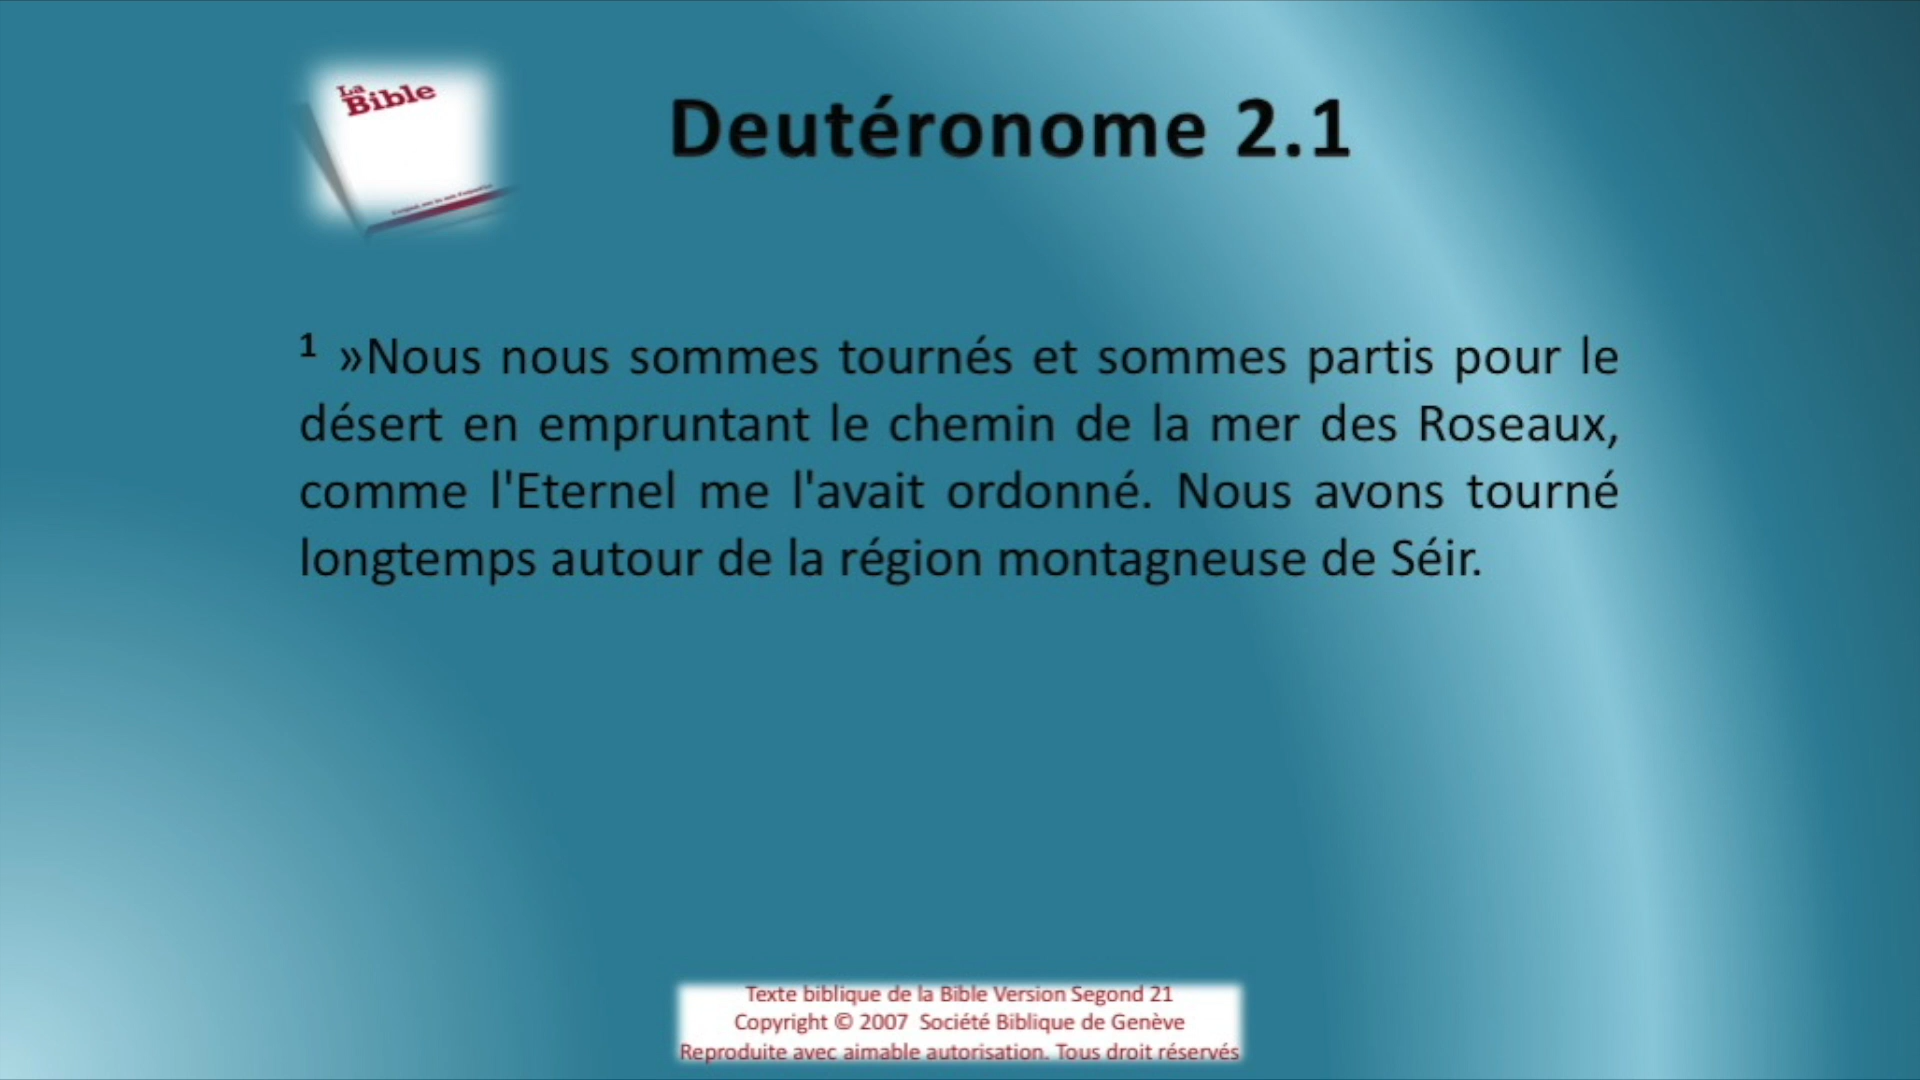 La
Bible
Deutéronome 2.1
1 »Nous nous sommes tournés et sommes partis pour le
désert en empruntant le chemin de la mer des Roseaux,
comme l'Eternel me l'avait ordonné. Nous avons tourné
longtemps autour de la région montagneuse de Séir.
Texte biblique de la Bible Version Segond 21
Copyright © 2007 Société Biblique de Genève
Reproduite avec aimable autorisation. Tous droit réservés